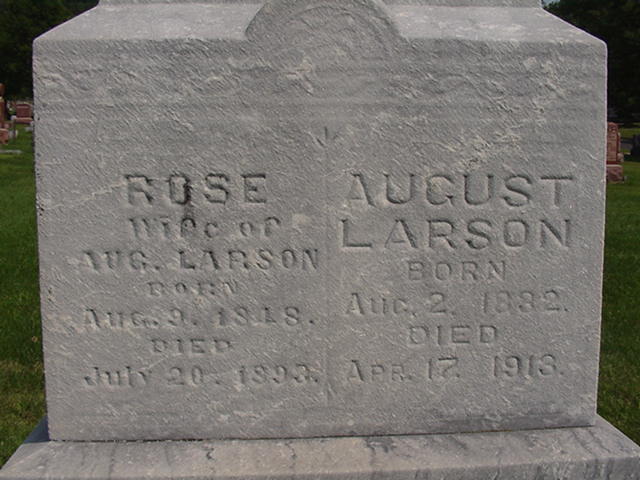 ROSE
Wife of
AUG. LARSON
BORN
Aug. 9. 1848.
DIED
July 20. 1893.
AUGUST
LARSON
BORN
AUG. 2. 1832.
DIED
APR. 17. 1913.